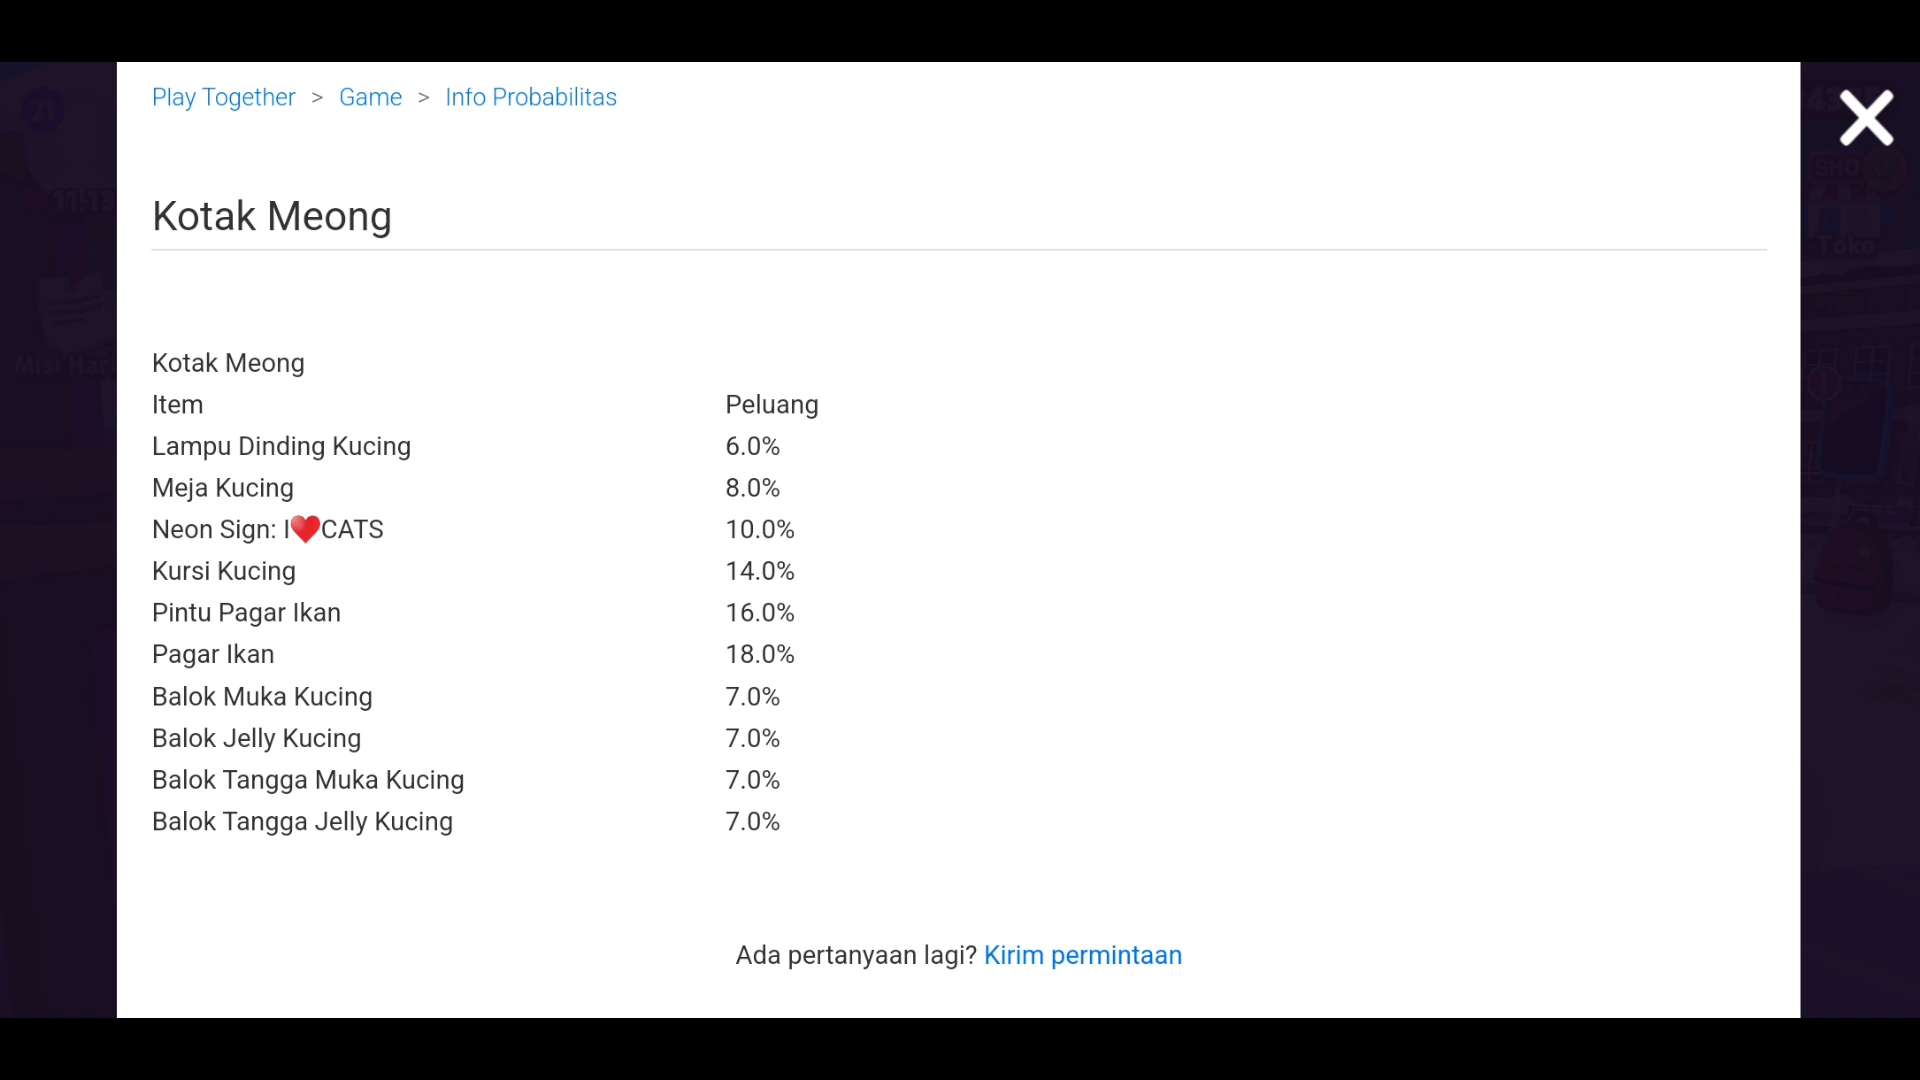 Play Together > Game > Info Probabilitas
Kotak Meong
Kotak Meong
Item Peluang
Lampu Dinding Kucing 6.0%
Meja Kucing 8.0%
Neon Sign: I❤️CATS 10.0%
Kursi Kucing 14.0%
Pintu Pagar Ikan 16.0%
Pagar Ikan 18.0%
Balok Muka Kucing 7.0%
Balok Jelly Kucing 7.0%
Balok Tangga Muka Kucing 7.0%
Balok Tangga Jelly Kucing 7.0%
Ada pertanyaan lagi? Kirim permintaan
21
Toko